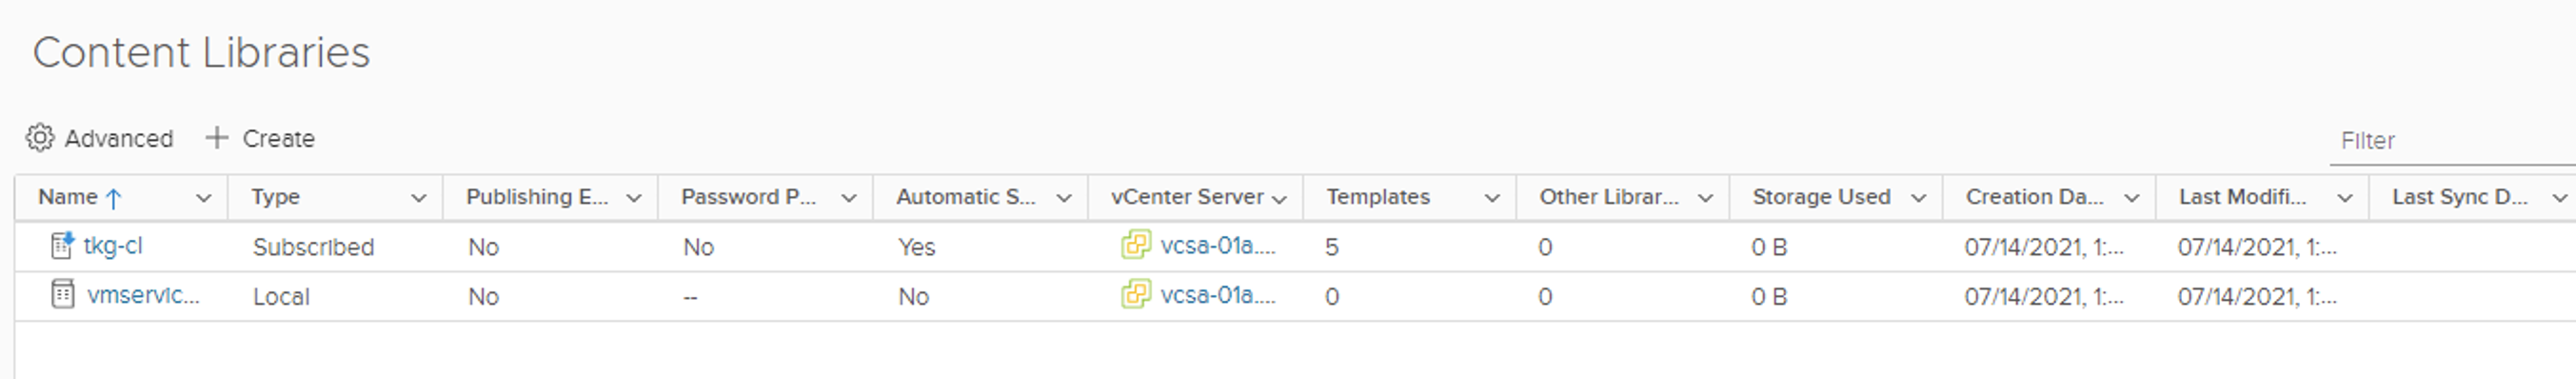 Content Libraries
Advanced Create Filter
Name Type Publishing E... Password P... Automatic S... vCenter Server Templates Other Librar... Storage Used Creation Da... Last Modifi... Last Sync D...
tkg-cl Subscribed No No Yes vcsa-01a.... 5 0 0 B 07/14/2021, 1:... 07/14/2021, 1:...
vmservic... Local No -- No vcsa-01a.... 0 0 0 B 07/14/2021, 1:... 07/14/2021, 1:...